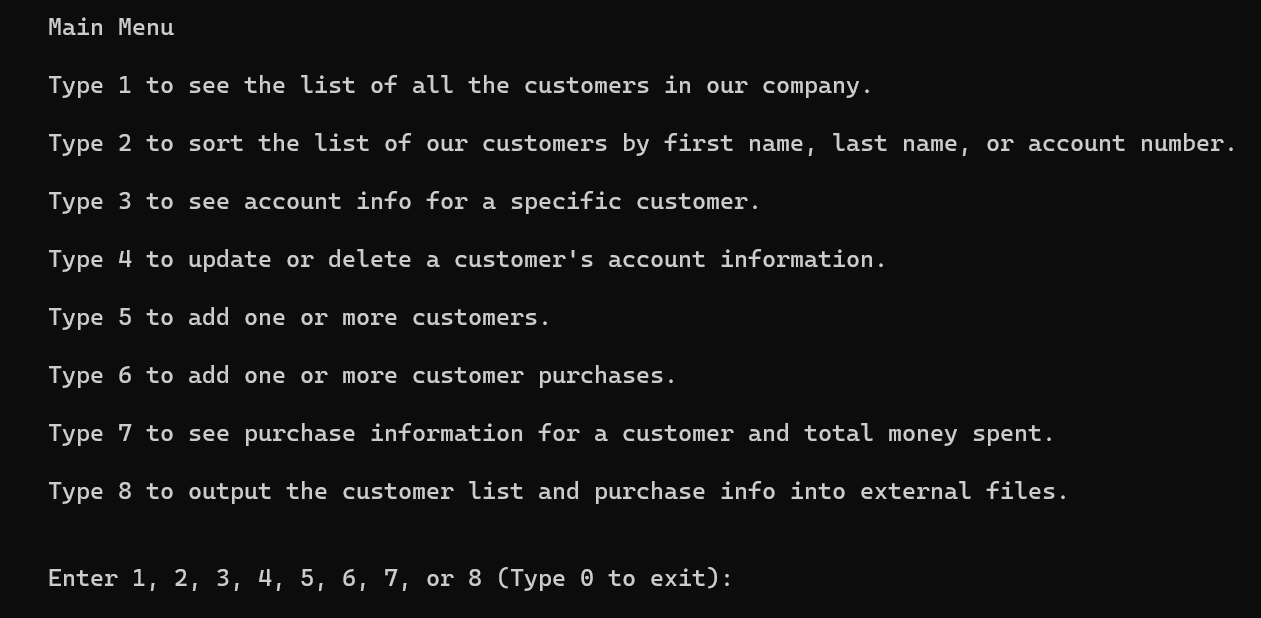 Main Menu
Type 1 to see the list of all the customers in our company.
Type 2 to sort the list of our customers by first name, last name, or account number.
Type 3 to see account info for a specific customer.
Type 4 to update or delete a customer's account information.
Type 5 to add one or more customers.
Type 6 to add one or more customer purchases.
Type 7 to see purchase information for a customer and total money spent.
Type 8 to output the customer list and purchase info into external files.
Enter 1, 2, 3, 4, 5, 6, 7, or 8 (Type 0 to exit):